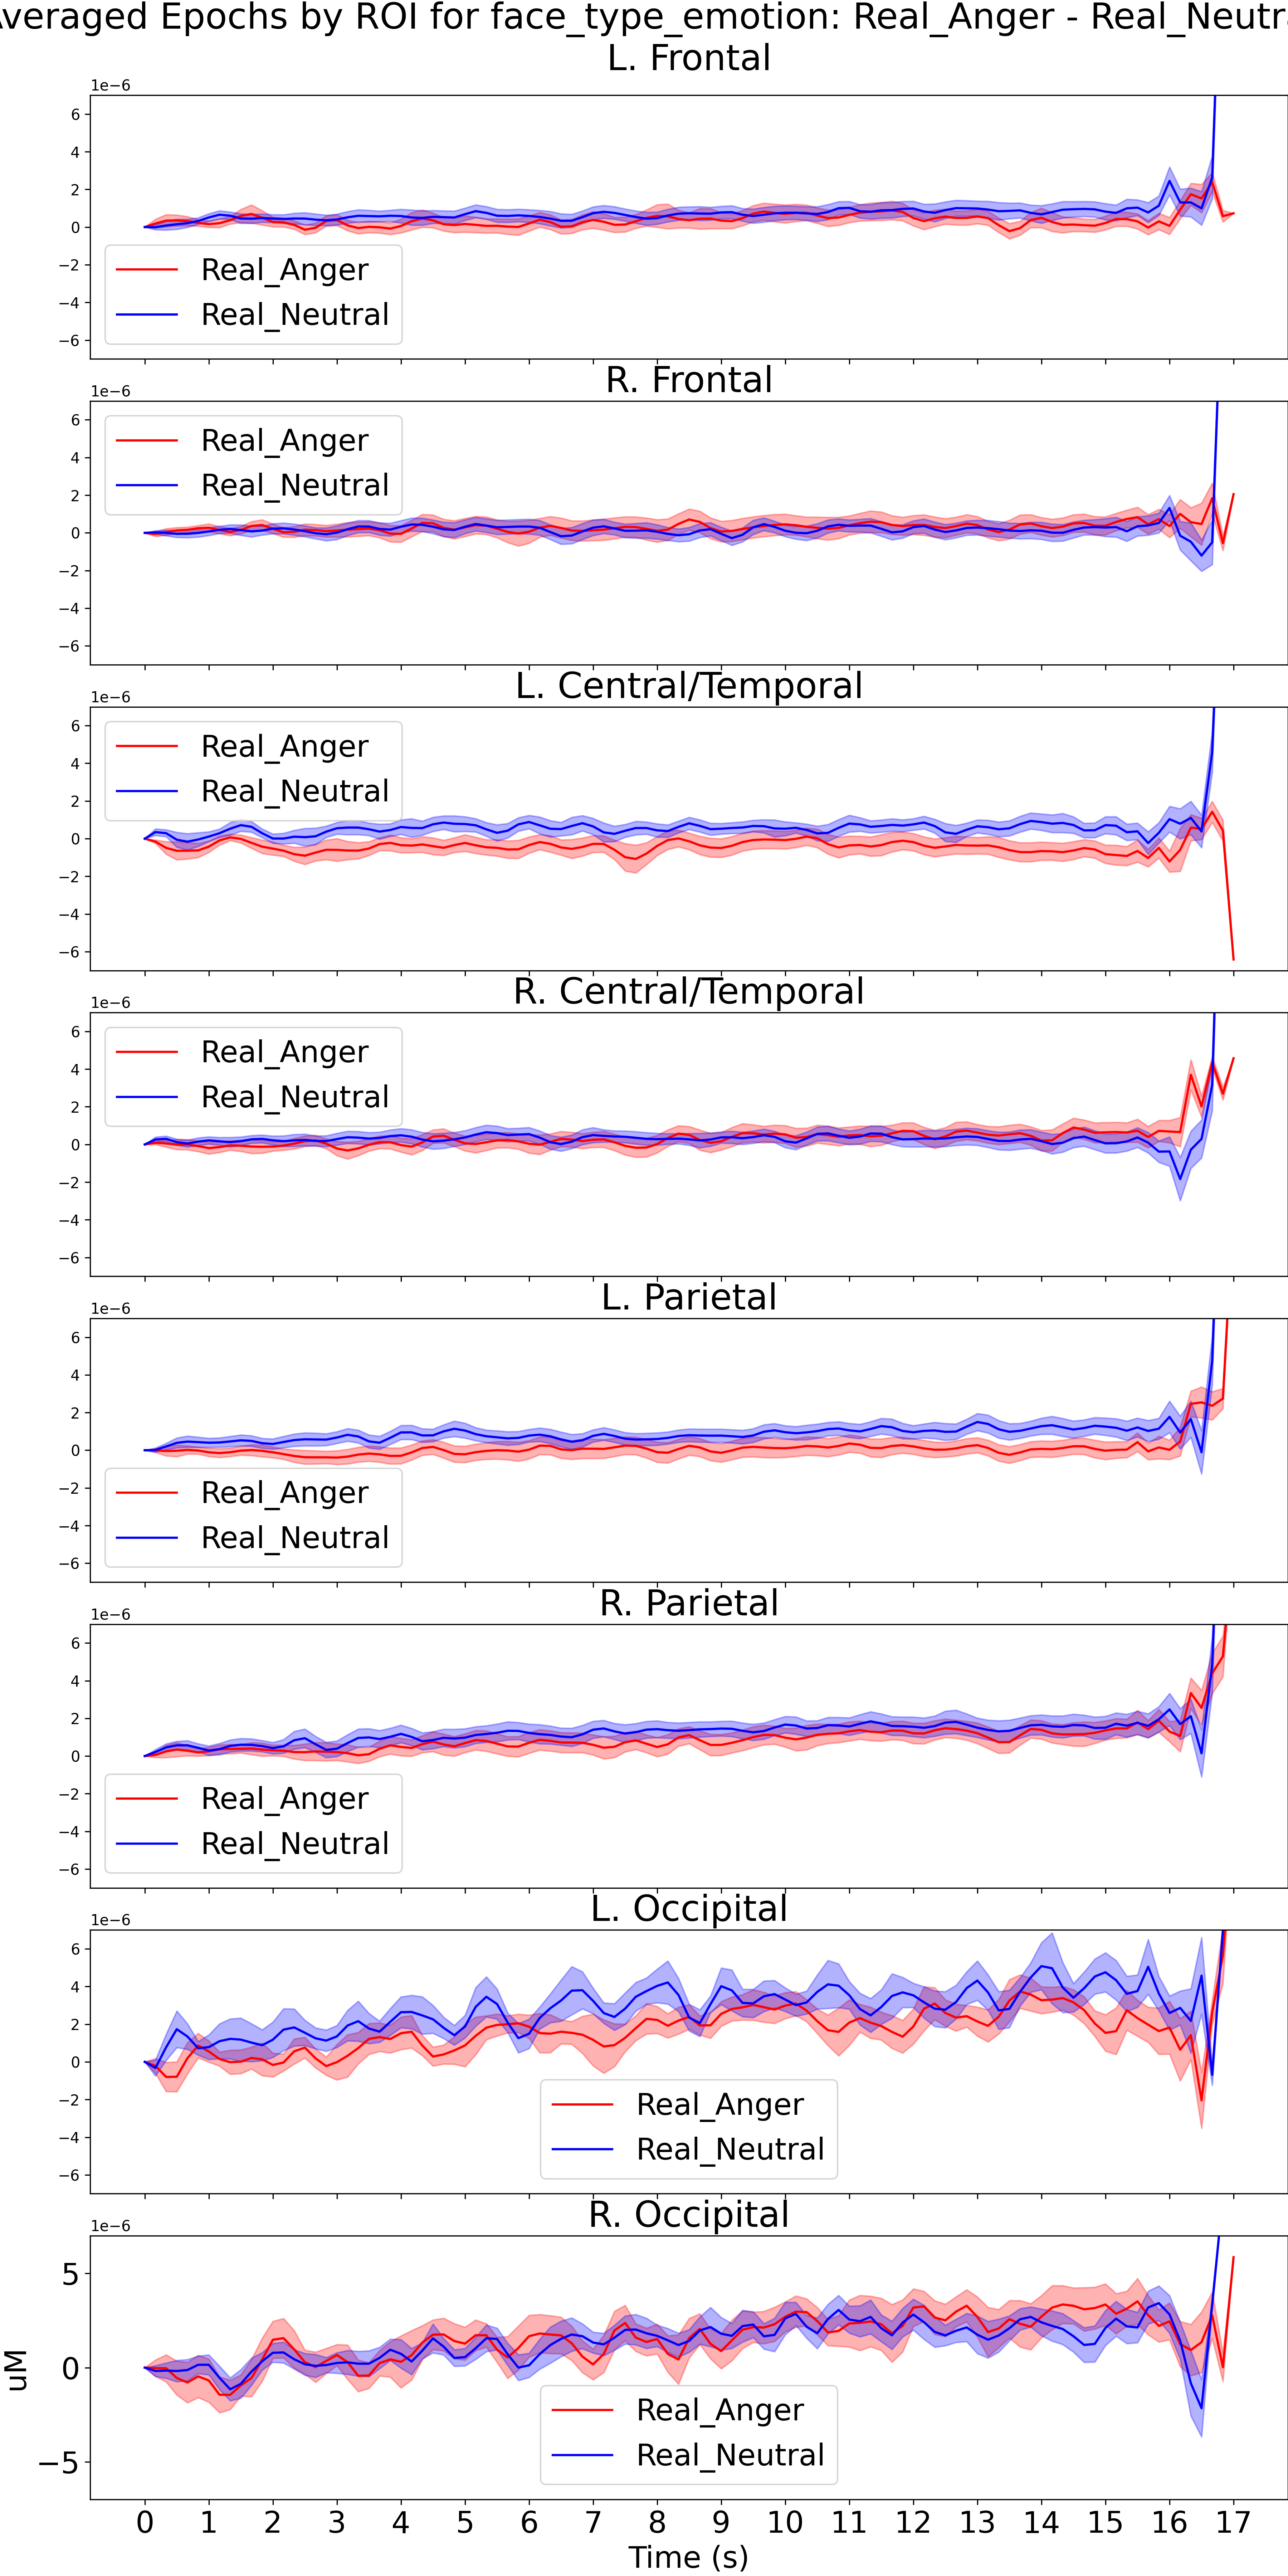 veraged Epochs by ROI for face_type_emotion: Real_Anger - Real_Neutra
L. Frontal
1e−6
6
4
2
0
−2
−4
−6
Real_Anger
Real_Neutral
R. Frontal
1e−6
6
4
2
0
−2
−4
−6
Real_Anger
Real_Neutral
L. Central/Temporal
1e−6
6
4
2
0
−2
−4
−6
Real_Anger
Real_Neutral
R. Central/Temporal
1e−6
6
4
2
0
−2
−4
−6
Real_Anger
Real_Neutral
L. Parietal
1e−6
6
4
2
0
−2
−4
−6
Real_Anger
Real_Neutral
R. Parietal
1e−6
6
4
2
0
−2
−4
−6
Real_Anger
Real_Neutral
L. Occipital
1e−6
6
4
2
0
−2
−4
−6
Real_Anger
Real_Neutral
R. Occipital
1e−6
5
0
−5
uM
Real_Anger
Real_Neutral
0 1 2 3 4 5 6 7 8 9 10 11 12 13 14 15 16 17
Time (s)